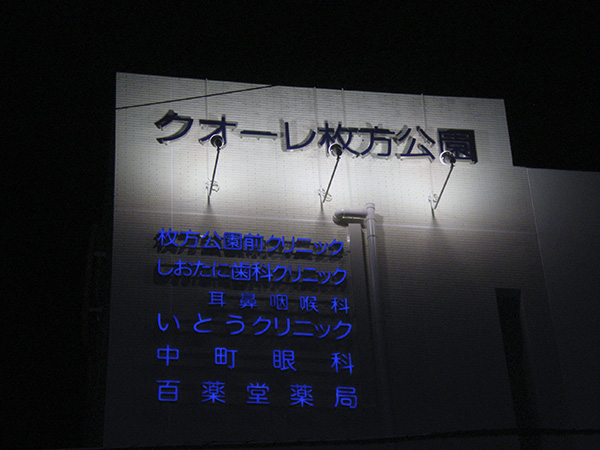 クオーレ枚方公園
枚方公園前クリニック
しおたに歯科クリニック
耳鼻咽喉科
いとうクリニック
中町眼科
百薬堂薬局